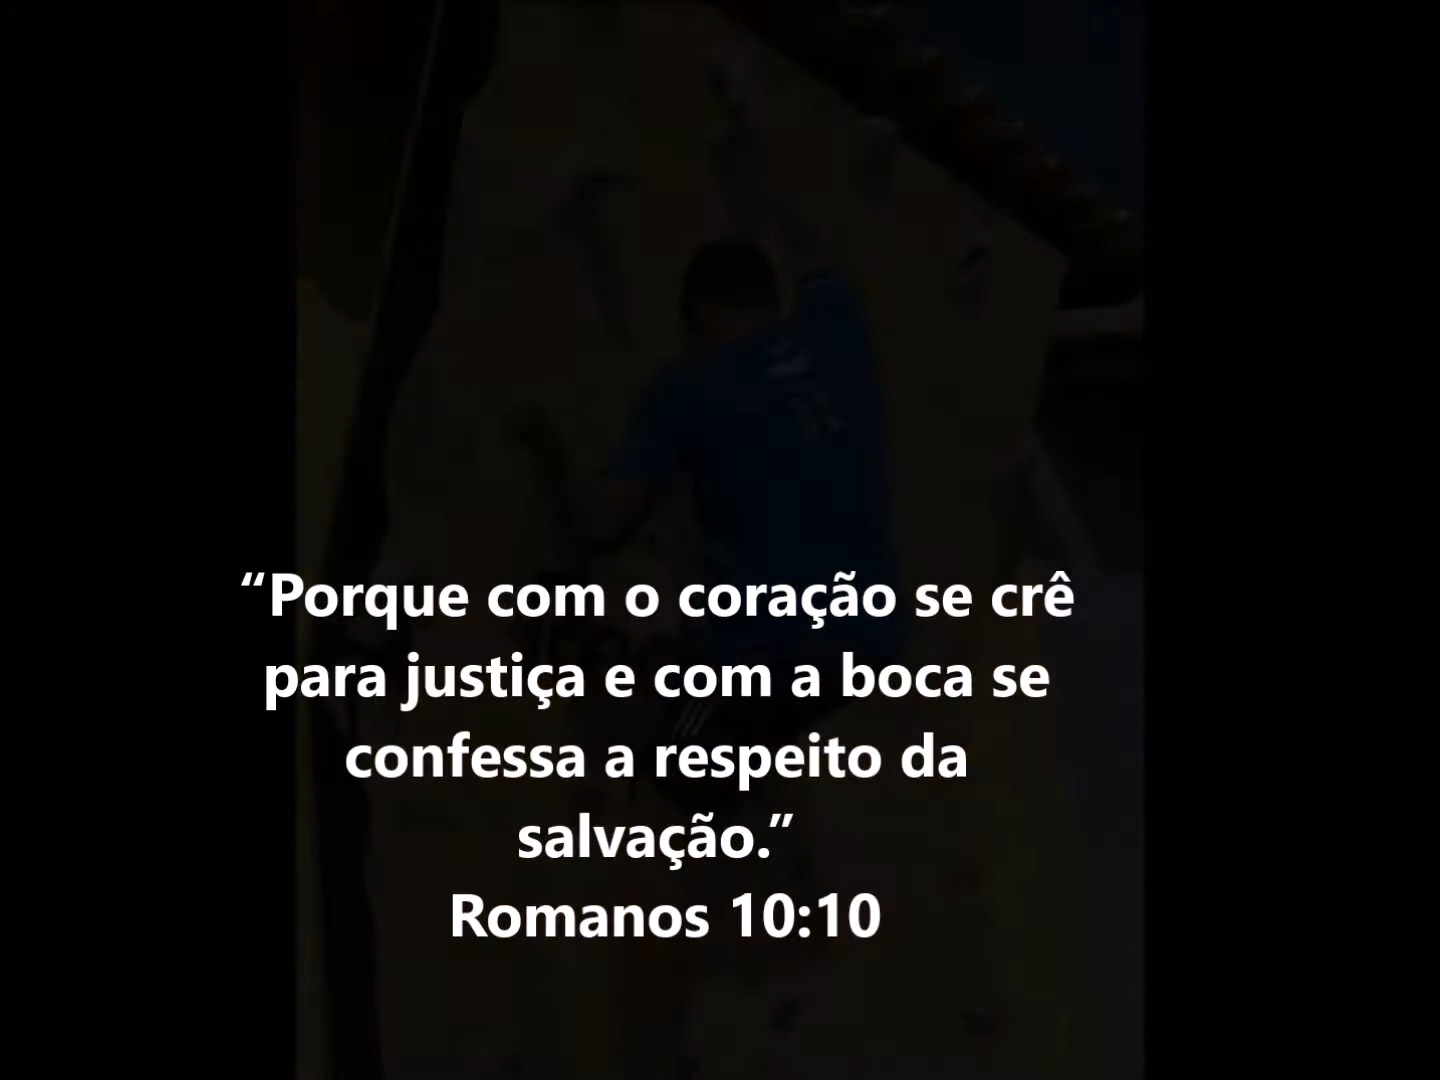 “Porque com o coração se crê
para justiça e com a boca se
confessa a respeito da
salvação.”
Romanos 10:10